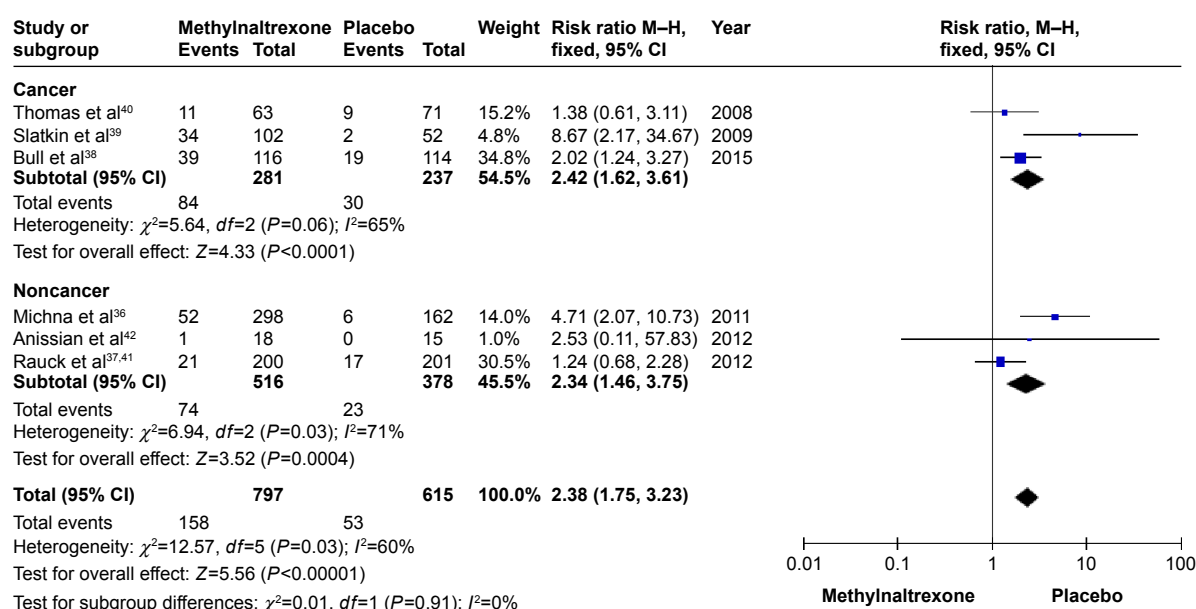 Study or Methylnaltrexone Placebo Weight Risk ratio M–H, Year Risk ratio, M–H,
subgroup Events Total Events Total fixed, 95% CI fixed, 95% CI
Cancer
Thomas et al⁴⁰ 11 63 9 71 15.2% 1.38 (0.61, 3.11) 2008
Slatkin et al³⁹ 34 102 2 52 4.8% 8.67 (2.17, 34.67) 2009
Bull et al³⁸ 39 116 19 114 34.8% 2.02 (1.24, 3.27) 2015
Subtotal (95% CI) 281 237 54.5% 2.42 (1.62, 3.61)
Total events 84 30
Heterogeneity: χ²=5.64, df=2 (P=0.06); I²=65%
Test for overall effect: Z=4.33 (P<0.0001)
Noncancer
Michna et al³⁶ 52 298 6 162 14.0% 4.71 (2.07, 10.73) 2011
Anissian et al⁴² 1 18 0 15 1.0% 2.53 (0.11, 57.83) 2012
Rauck et al³⁷,⁴¹ 21 200 17 201 30.5% 1.24 (0.68, 2.28) 2012
Subtotal (95% CI) 516 378 45.5% 2.34 (1.46, 3.75)
Total events 74 23
Heterogeneity: χ²=6.94, df=2 (P=0.03); I²=71%
Test for overall effect: Z=3.52 (P=0.0004)
Total (95% CI) 797 615 100.0% 2.38 (1.75, 3.23)
Total events 158 53
Heterogeneity: χ²=12.57, df=5 (P=0.03); I²=60%
Test for overall effect: Z=5.56 (P<0.00001)
Test for subgroup differences: χ²=0.01, df=1 (P=0.91); I²=0%
0.01 0.1 1 10 100
Methylnaltrexone Placebo